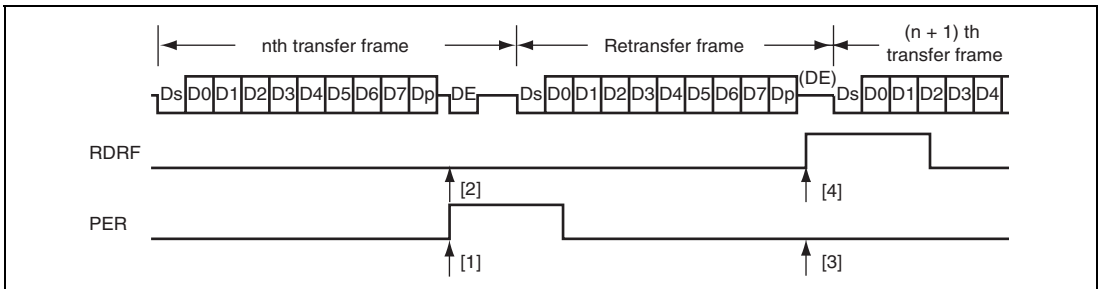 nth transfer frame
Retransfer frame
(n + 1) th
transfer frame
(DE)
Ds D0 D1 D2 D3 D4 D5 D6 D7 Dp DE Ds D0 D1 D2 D3 D4 D5 D6 D7 Dp Ds D0 D1 D2 D3 D4
RDRF
[2]
[4]
PER
[1]
[3]